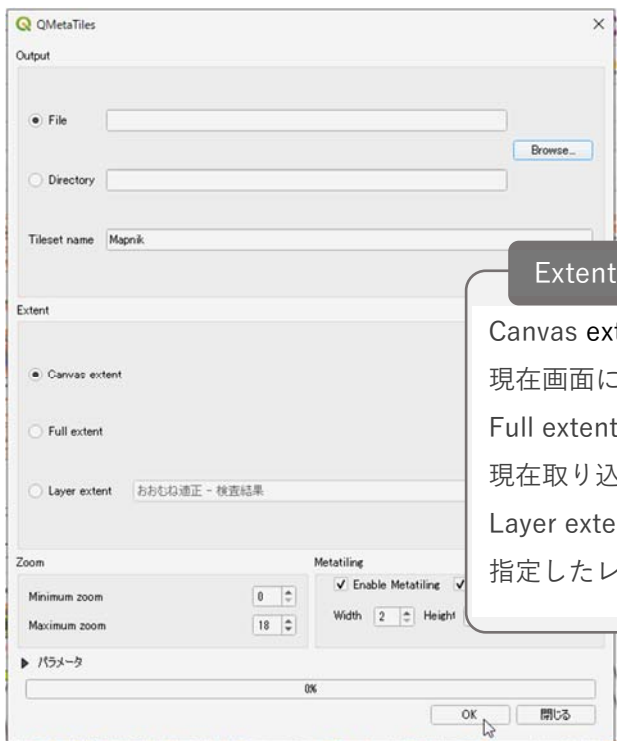 QMetaTiles
Output
File
Browse...
Directory
Tileset name Mapnik
Extent
Canvas extent
Full extent
Layer extent おおむね適正 - 検査結果
Zoom
Minimum zoom 0
Maximum zoom 18
Metatiling
Enable Metatiling
Width 2 Height
パラメータ
0%
OK 閉じる
Extent
Canvas ext
現在画面に
Full extent
現在取り込
Layer exte
指定したレ